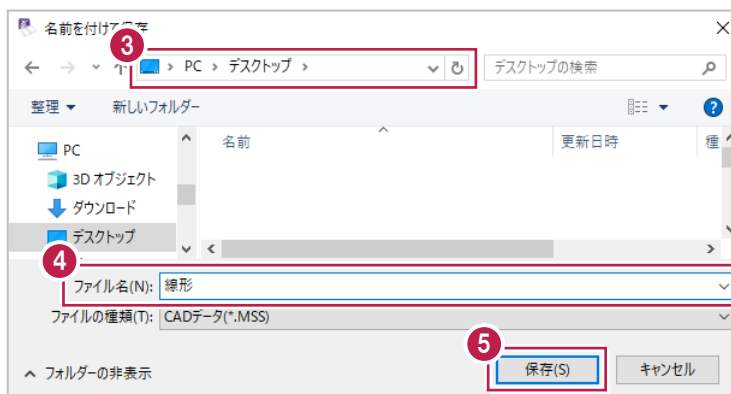 名前を付けて保存
3
PC > デスクトップ >
デスクトップの検索
整理 新しいフォルダー
名前 更新日時 種
PC
3D オブジェクト
ダウンロード
デスクトップ
4
ファイル名(N): 線形
ファイルの種類(T): CADデータ(*.MSS)
5
フォルダーの非表示 保存(S) キャンセル